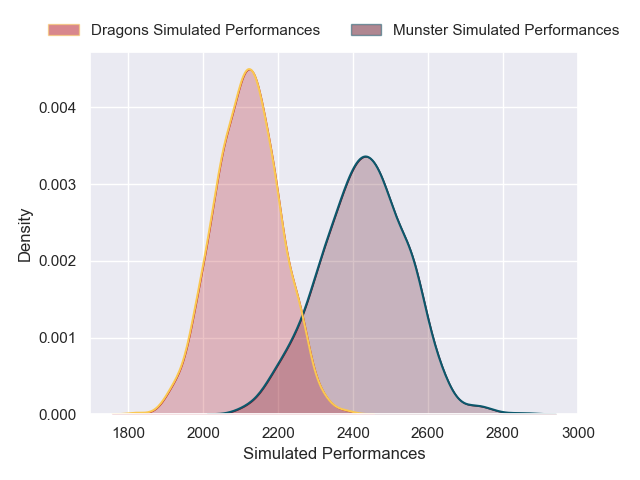 Dragons Simulated Performances
Munster Simulated Performances
0.004
0.003
0.002
0.001
0.000
Density
1800 2000 2200 2400 2600 2800 3000
Simulated Performances